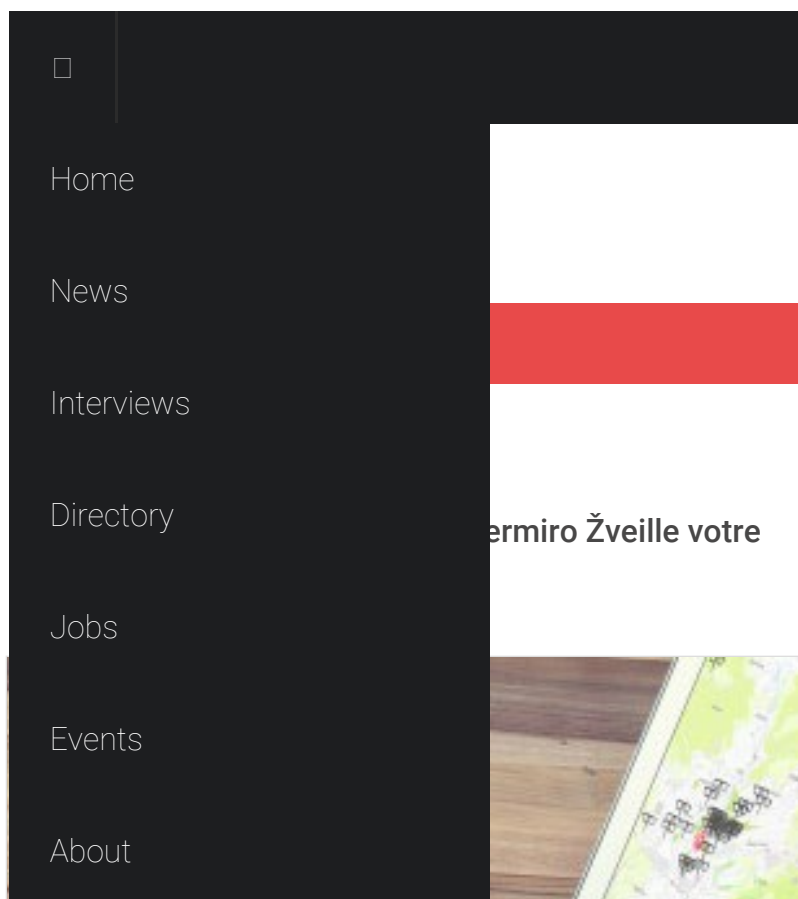 Home
News
Interviews
Directory
ermiro Žveille votre
Jobs
Events
About